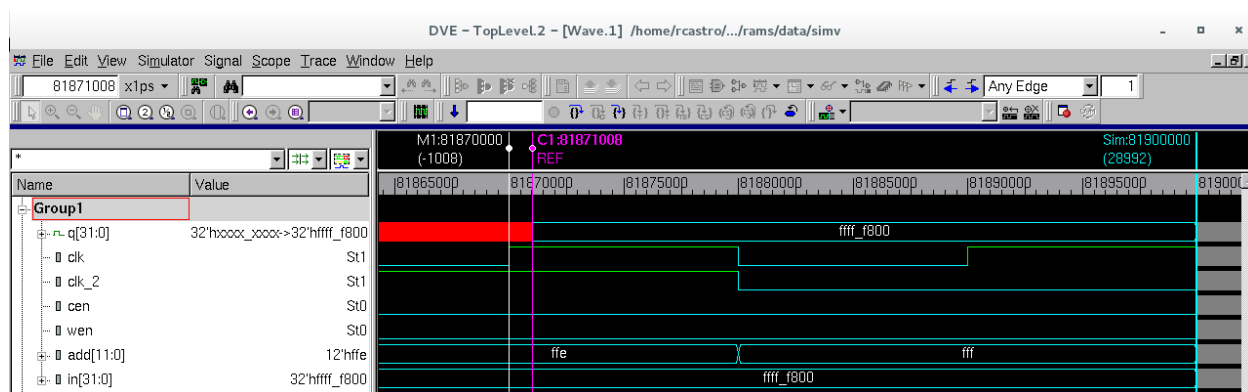 DVE - TopLevel.2 - [Wave.1] /home/rcastro/.../rams/data/simv
File Edit View Simulator Signal Scope Trace Window Help
81871008 x1ps Any Edge 1
M1:81870000 C1:81871008 Sim:81900000
(-1008) REF (28992)
*
Name Value 81865000 81870000 81875000 81880000 81885000 81890000 81895000 81900
Group1
q[31:0] 32'hxxxx_xxxx->32'hffff_f800 ffff_f800
clk St1
clk_2 St1
cen St0
wen St0
add[11:0] 12'hffe ffe fff
in[31:0] 32'hffff_f800 ffff_f800